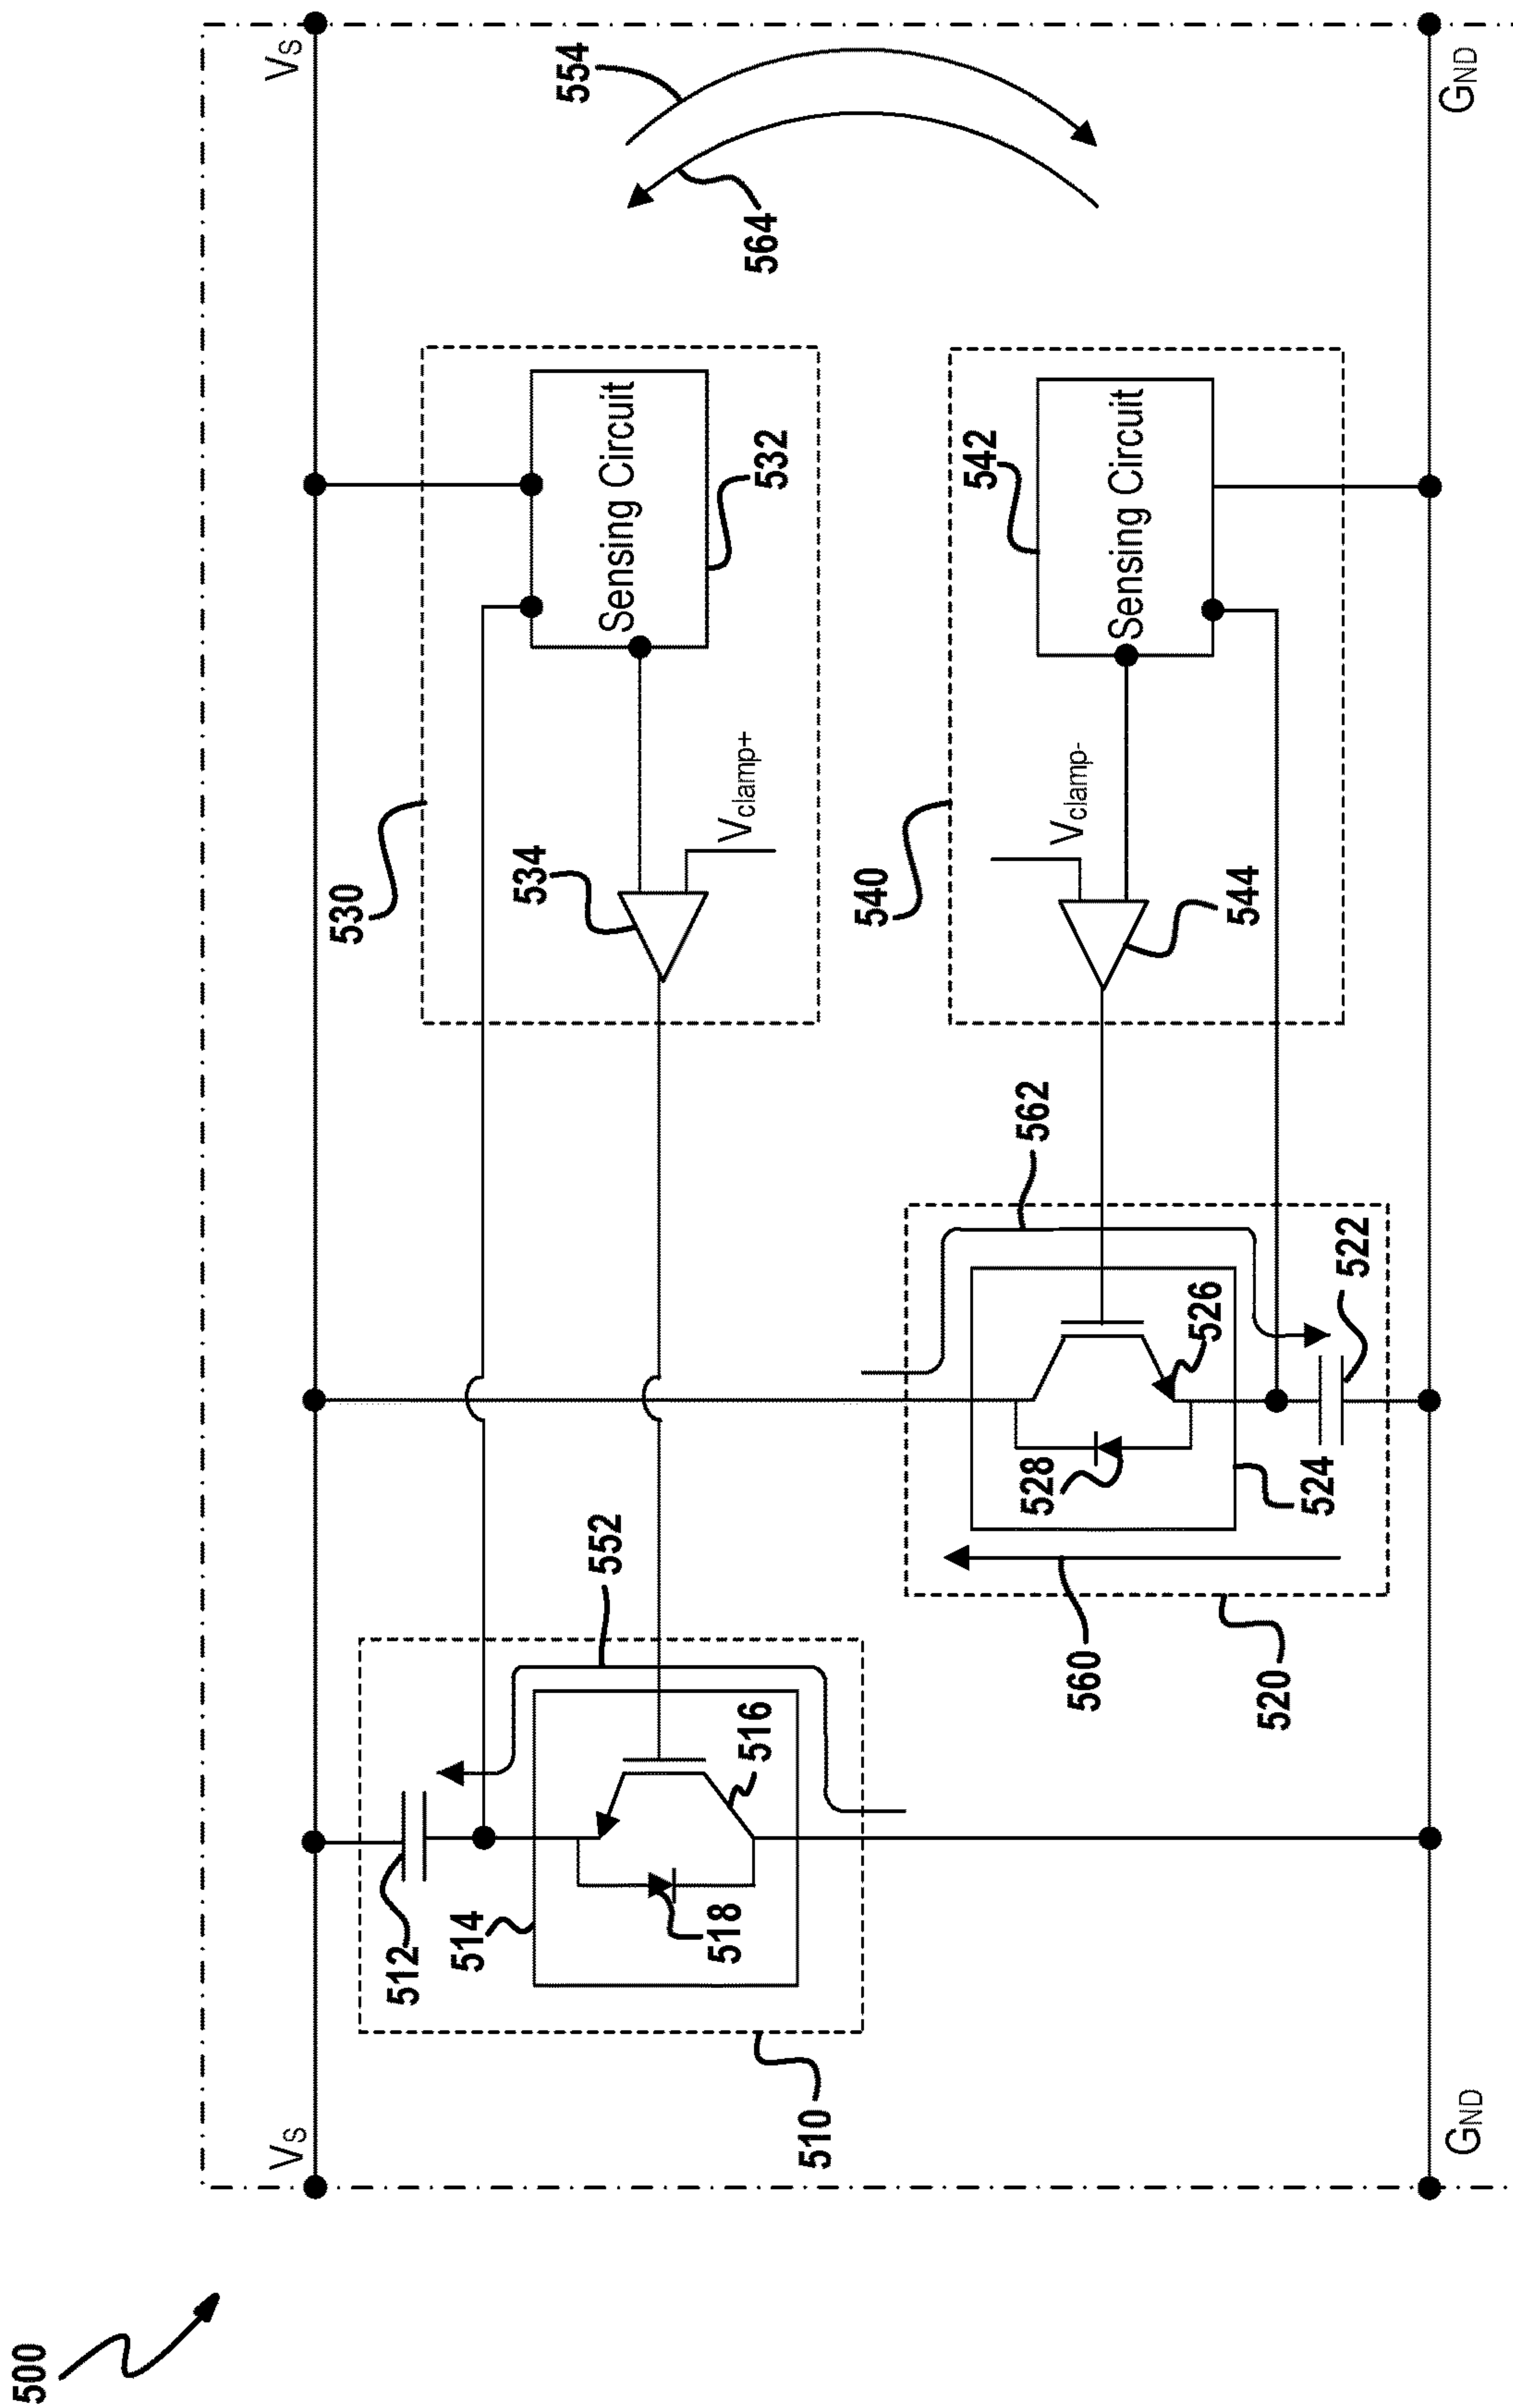 500
VS
VS
530
512
514
534
554
552
Sensing Circuit
518
Vclamp+
516
564
532
510
540
542
528
562
Vclamp-
560
Sensing Circuit
526
544
520
524
522
GND
GND